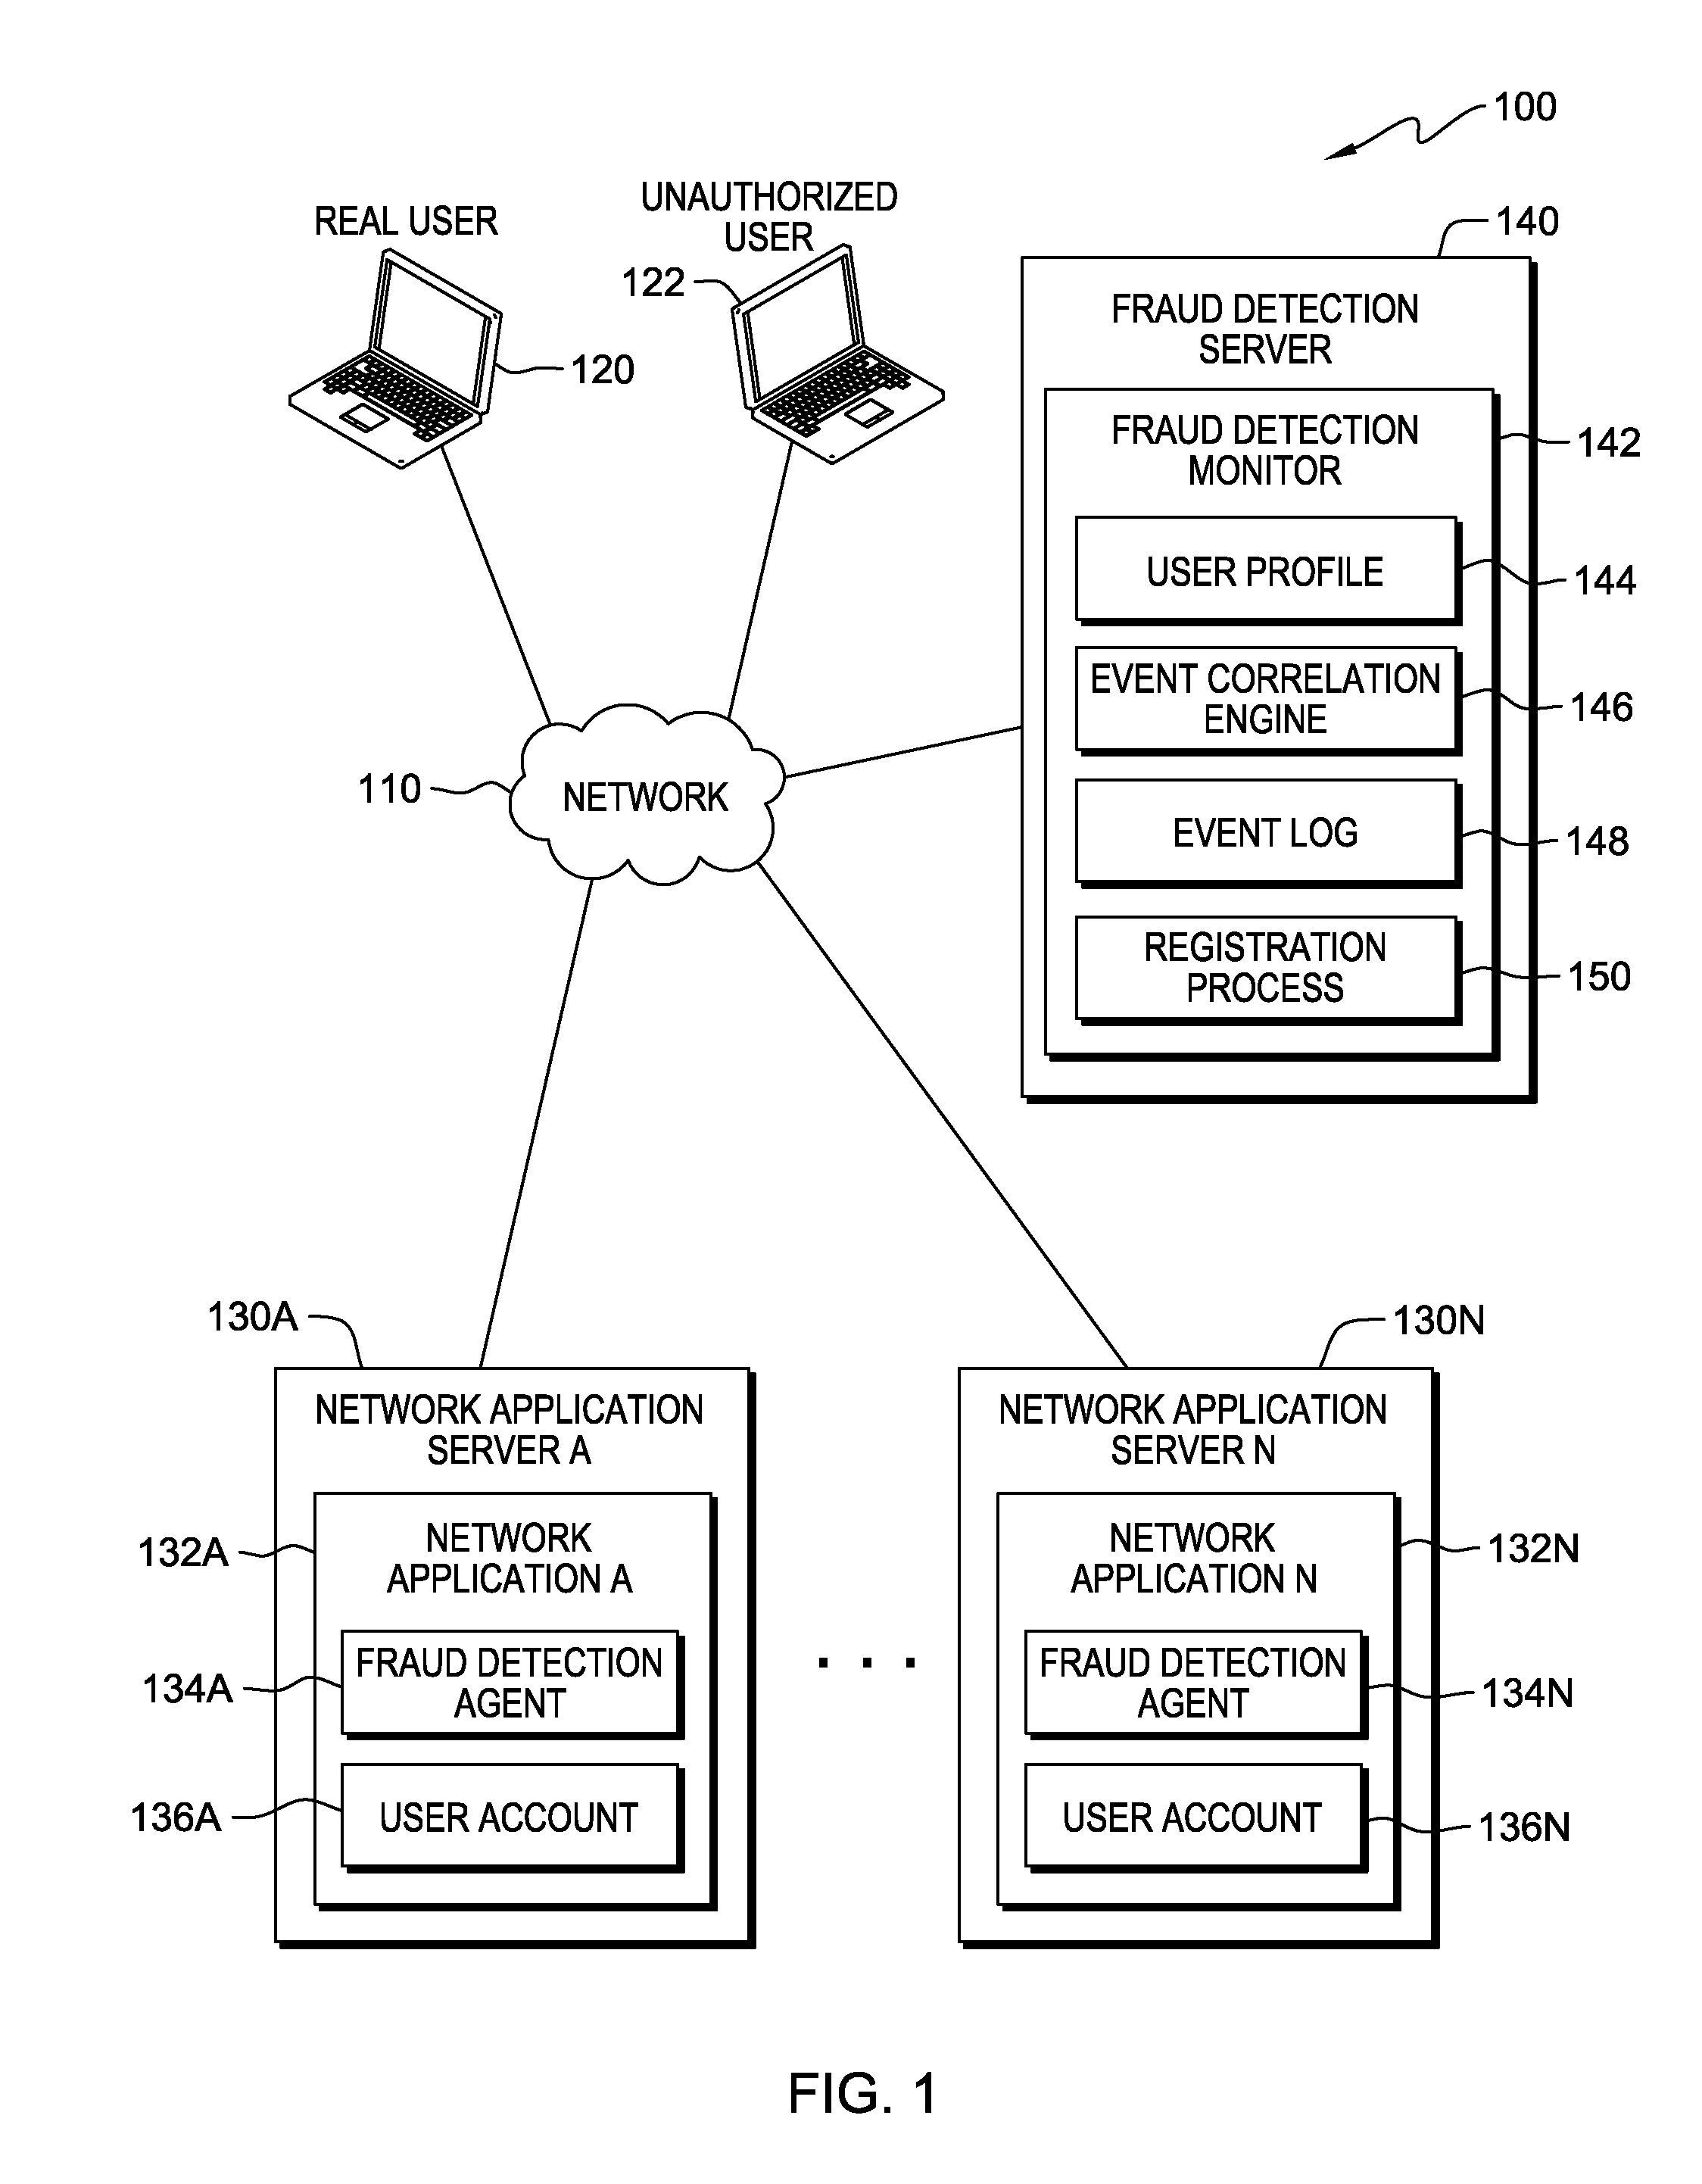 100
REAL USER
UNAUTHORIZED
USER
122
120
140
FRAUD DETECTION
SERVER
FRAUD DETECTION
MONITOR
142
USER PROFILE
144
EVENT CORRELATION
ENGINE
146
EVENT LOG
148
REGISTRATION
PROCESS
150
110
NETWORK
130A
NETWORK APPLICATION
SERVER A
132A
NETWORK
APPLICATION A
134A
FRAUD DETECTION
AGENT
136A
USER ACCOUNT
. . .
130N
NETWORK APPLICATION
SERVER N
NETWORK
APPLICATION N
132N
FRAUD DETECTION
AGENT
134N
USER ACCOUNT
136N
FIG. 1